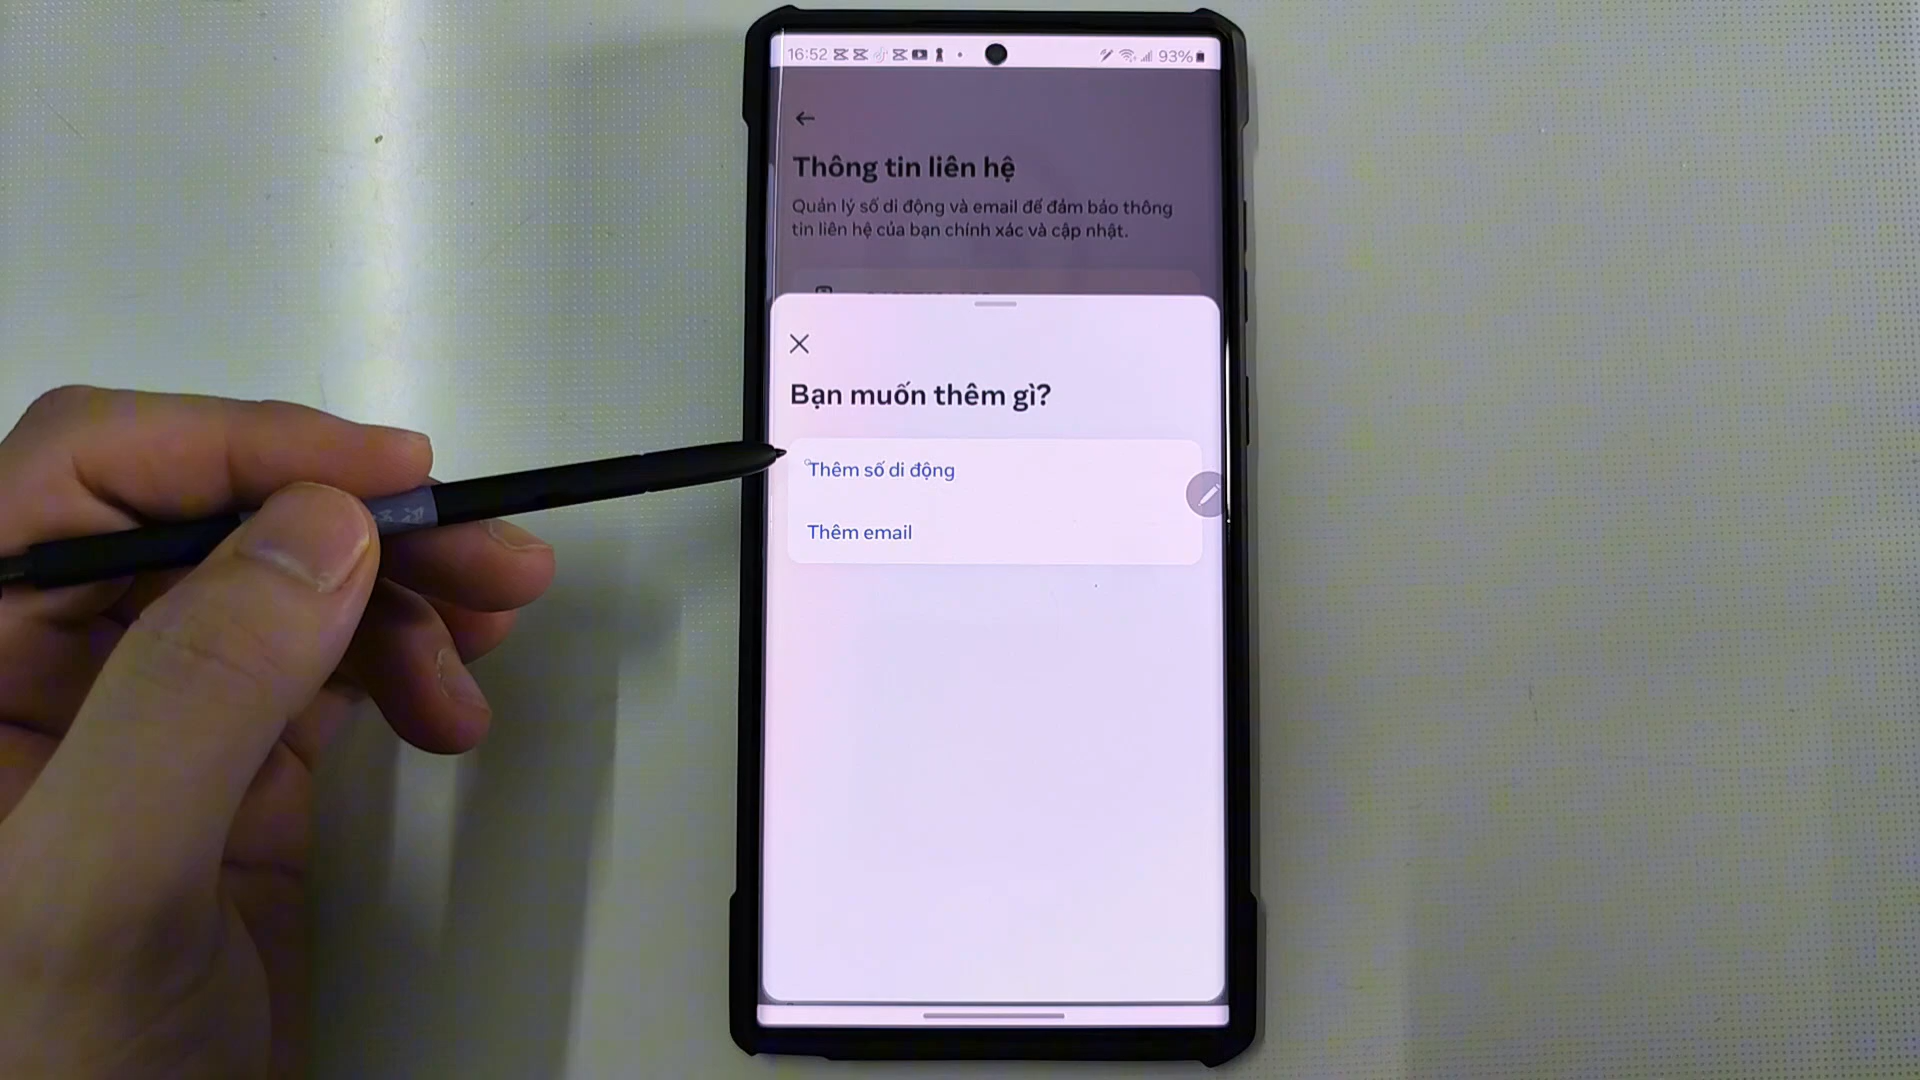 16:52
93%
Thông tin liên hệ
Quản lý số di động và email để đảm bảo thông
tin liên hệ của bạn chính xác và cập nhật.
Bạn muốn thêm gì?
Thêm số di động
Thêm email